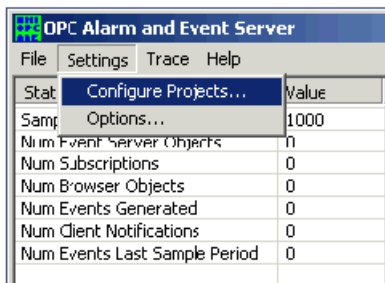 OPC Alarm and Event Server
File Settings Trace Help
Stat Value
Configure Projects...
Samp 1000
Options...
Num Event Server Objects 0
Num Subscriptions 0
Num Browser Objects 0
Num Events Generated 0
Num Client Notifications 0
Num Events Last Sample Period 0